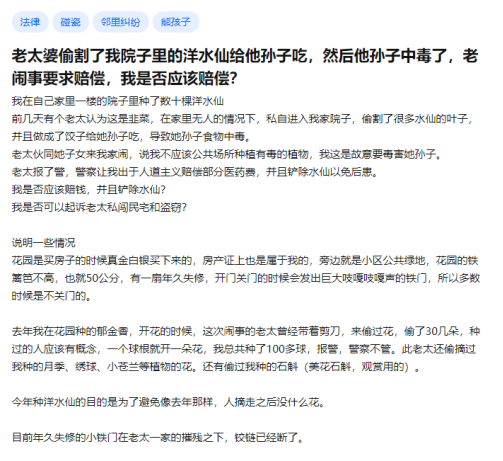 法律 碰瓷 邻里纠纷 熊孩子
老太婆偷割了我院子里的洋水仙给他孙子吃，然后他孙子中毒了，老
闹事要求赔偿，我是否应该赔偿？
我在自己家里一楼的院子里种了数十棵洋水仙
前几天有个老太认为这是韭菜，在家里无人的情况下，私自进入我家院子，偷割了很多水仙的叶子，
并且做成了饺子给她孙子吃，导致她孙子食物中毒。
老太伙同她子女来我家闹，说我不应该公共场所种植有毒的植物，我这是故意要毒害她孙子。
老太报了警，警察让我出于人道主义赔偿部分医药费，并且铲除水仙以免后患。
我是否应该赔钱，并且铲除水仙？
我是否可以起诉老太私闯民宅和盗窃？
说明一些情况
花园是买房子的时候真金白银买下来的，房产证上也是属于我的，旁边就是小区公共绿地，花园的铁
篱笆不高，也就50公分，有一扇年久失修，开门关门的时候会发出巨大吱嘎吱嘎声的铁门，所以多数
时候是不关门的。
去年我在花园种的郁金香，开花的时候，这次闹事的老太曾经带着剪刀，来偷过花，偷了30几朵，种
过的人应该有概念，一个球根就开一朵花，我总共种了100多球，报警，警察不管。此老太还偷摘过
我种的月季、绣球、小苍兰等植物的花。还有偷过我种的石斛（美花石斛，观赏用的）。
今年种洋水仙的目的是为了避免像去年那样，人摘走之后没什么花。
目前年久失修的小铁门在老太一家的摧残之下，铰链已经断了。